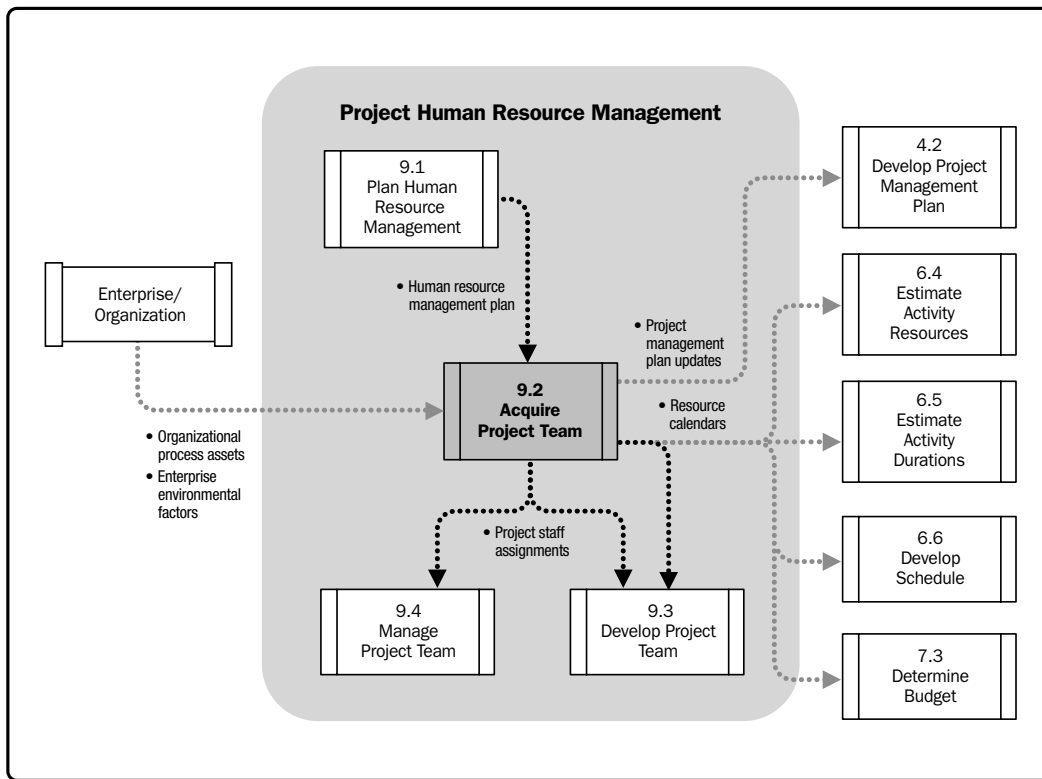 Project Human Resource Management
9.1
Plan Human
Resource
Management
4.2
Develop Project
Management
Plan
Enterprise/
Organization
• Human resource
management plan
• Project
management
plan updates
6.4
Estimate
Activity
Resources
9.2
Acquire
Project Team
• Resource
calendars
6.5
Estimate
Activity
Durations
• Organizational
process assets
• Enterprise
environmental
factors
• Project staff
assignments
6.6
Develop
Schedule
9.4
Manage
Project Team
9.3
Develop Project
Team
7.3
Determine
Budget